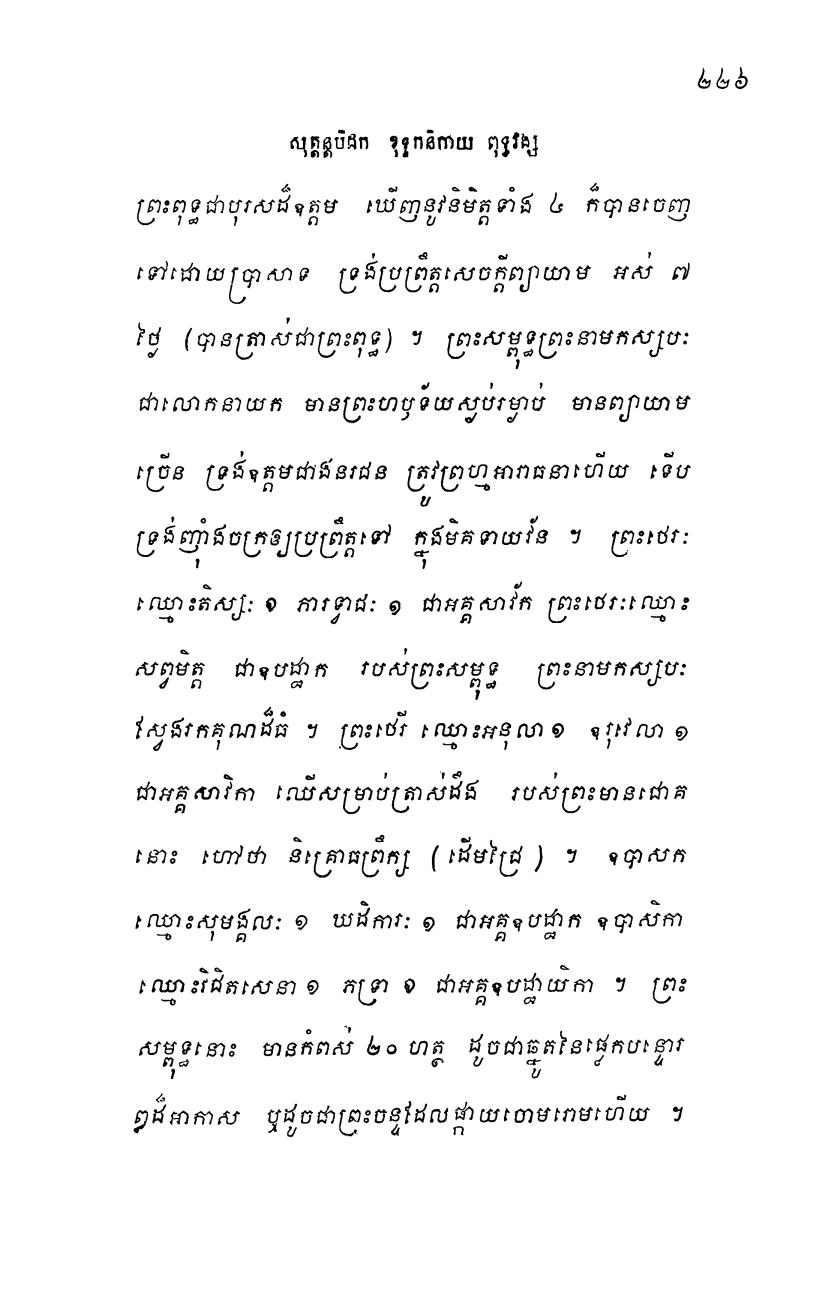 ២២៦
សុត្តន្តបិដក ខុទ្ទកនិកាយ ពុទ្ធវង្ស
ព្រះពុទ្ធជាបុរសដ៏ឧត្តម ឃើញនូវនិមិត្តទាំង ៤ ក៏បានចេញ
ទៅដោយប្រាសាទ ទ្រង់ប្រព្រឹត្តសេចក្តីព្យាយាម អស់ ៧
ថ្ងៃ (បានត្រាស់ជាព្រះពុទ្ធ) ។ ព្រះសម្ពុទ្ធព្រះនាមកស្សបៈ
ជាលោកនាយក មានព្រះហឫទ័យស្ងប់រម្ងាប់ មានព្យាយាម
ច្រើន ទ្រង់ឧត្តមជាងនរជន ត្រូវព្រហ្មអារាធនាហើយ ទើប
ទ្រង់ញុ៉ាំងចក្រឱ្យប្រព្រឹត្តទៅ ក្នុងមិគទាយវ័ន ។ ព្រះថេរៈ
ឈ្មោះតិស្សៈ ១ ភារទ្វាជៈ ១ ជាអគ្គសាវ័ក ព្រះថេរៈឈ្មោះ
សព្វមិត្ត ជាឧបដ្ឋាក របស់ព្រះសម្ពុទ្ធ ព្រះនាមកស្សបៈ
ស្វែងរកគុណដ៏ធំ ។ ព្រះថេរី ឈ្មោះអនុលា ១ ឧរុវេលា ១
ជាអគ្គសាវិកា ឈើសម្រាប់ត្រាស់ដឹង របស់ព្រះមានជោគ
នោះ ហៅថា និគ្រោធព្រឹក្ស (ដើមជ្រៃ) ។ ឧបាសក
ឈ្មោះសុមង្គលៈ ១ ឃដិការៈ ១ ជាអគ្គឧបដ្ឋាក ឧបាសិកា
ឈ្មោះវិជិតសេនា ១ ភទ្រា ១ ជាអគ្គឧបដ្ឋាយិកា ។ ព្រះ
សម្ពុទ្ធនោះ មានកំពស់ ២០ ហត្ថ ដូចជាធ្នូតនៃផ្លេកបន្ទោរ
ឰដ៏អាកាស ឬដូចជាព្រះចន្ទដែលផ្កាយចោមរោមហើយ ។